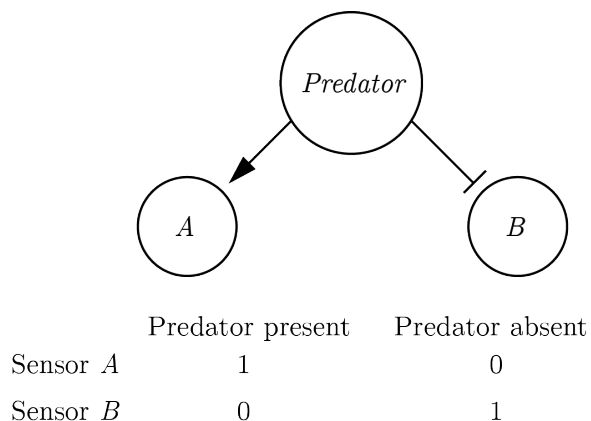 Predator
A B
Predator present Predator absent
Sensor A 1 0
Sensor B 0 1